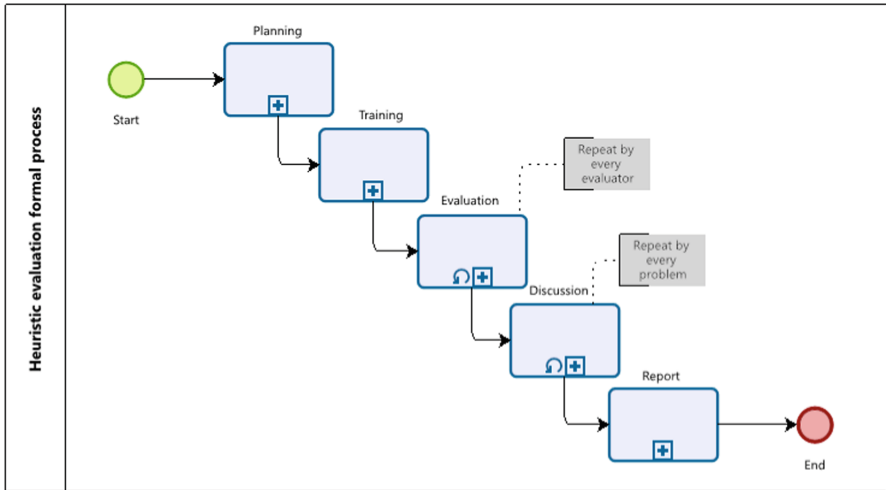 Heuristic evaluation formal process
Planning
Start
Training
Repeat by
every
evaluator
Evaluation
Repeat by
every
problem
Discussion
Report
End